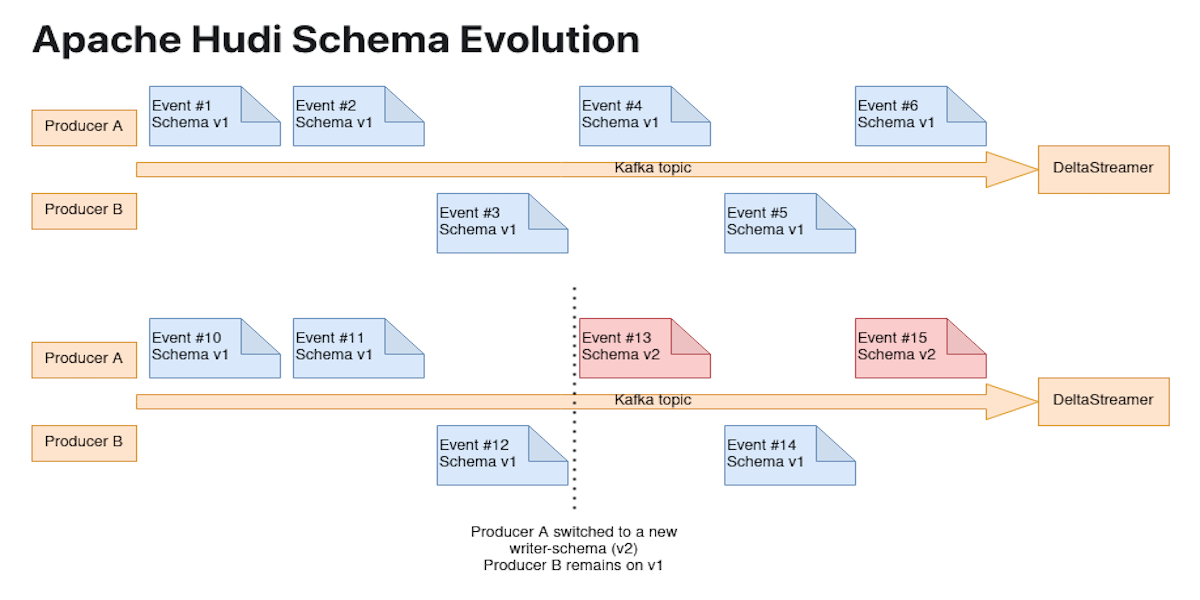 Apache Hudi Schema Evolution
Event #1
Schema v1
Event #2
Schema v1
Event #4
Schema v1
Event #6
Schema v1
Producer A
Kafka topic
DeltaStreamer
Producer B
Event #3
Schema v1
Event #5
Schema v1
Event #10
Schema v1
Event #11
Schema v1
Event #13
Schema v2
Event #15
Schema v2
Producer A
Kafka topic
DeltaStreamer
Producer B
Event #12
Schema v1
Event #14
Schema v1
Producer A switched to a new
writer-schema (v2)
Producer B remains on v1